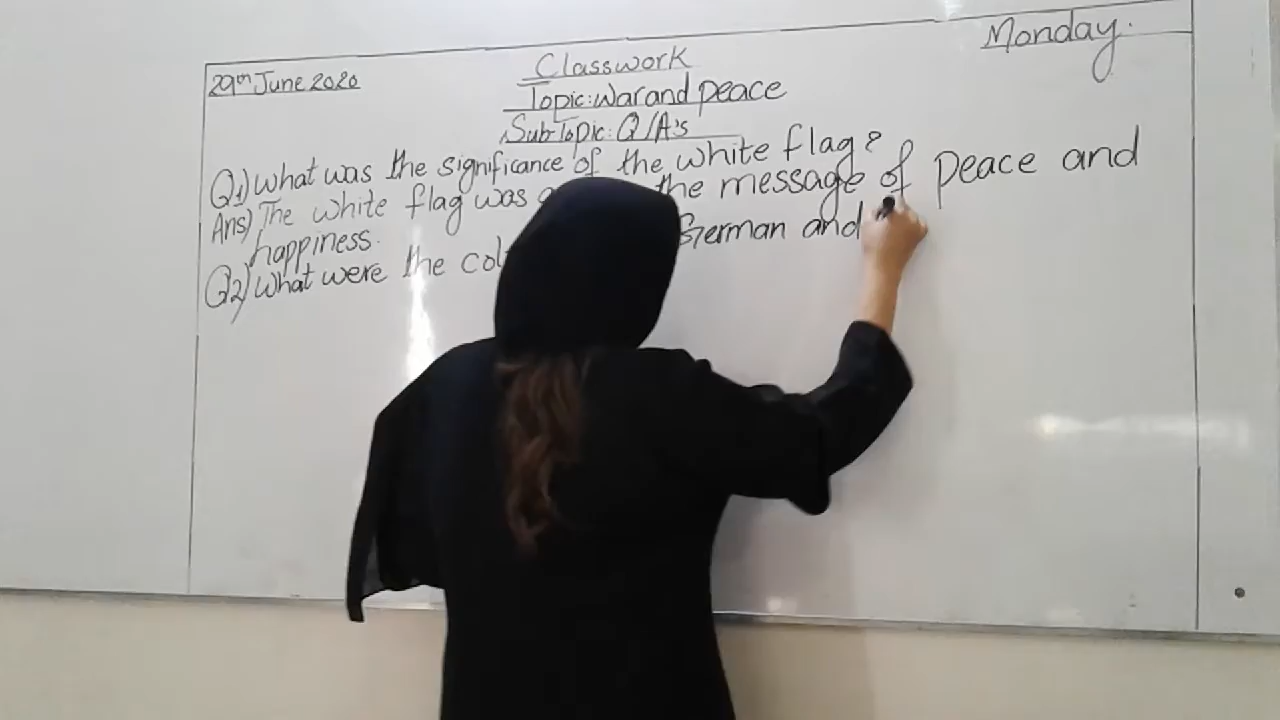 29th June 2020
Classwork
Monday.
Topic: War and peace
Sub-Topic: Q/A's
Q1) What was the significance of the white flag?
Ans) The white flag was the message of peace and
happiness.
Q2) What were the German and